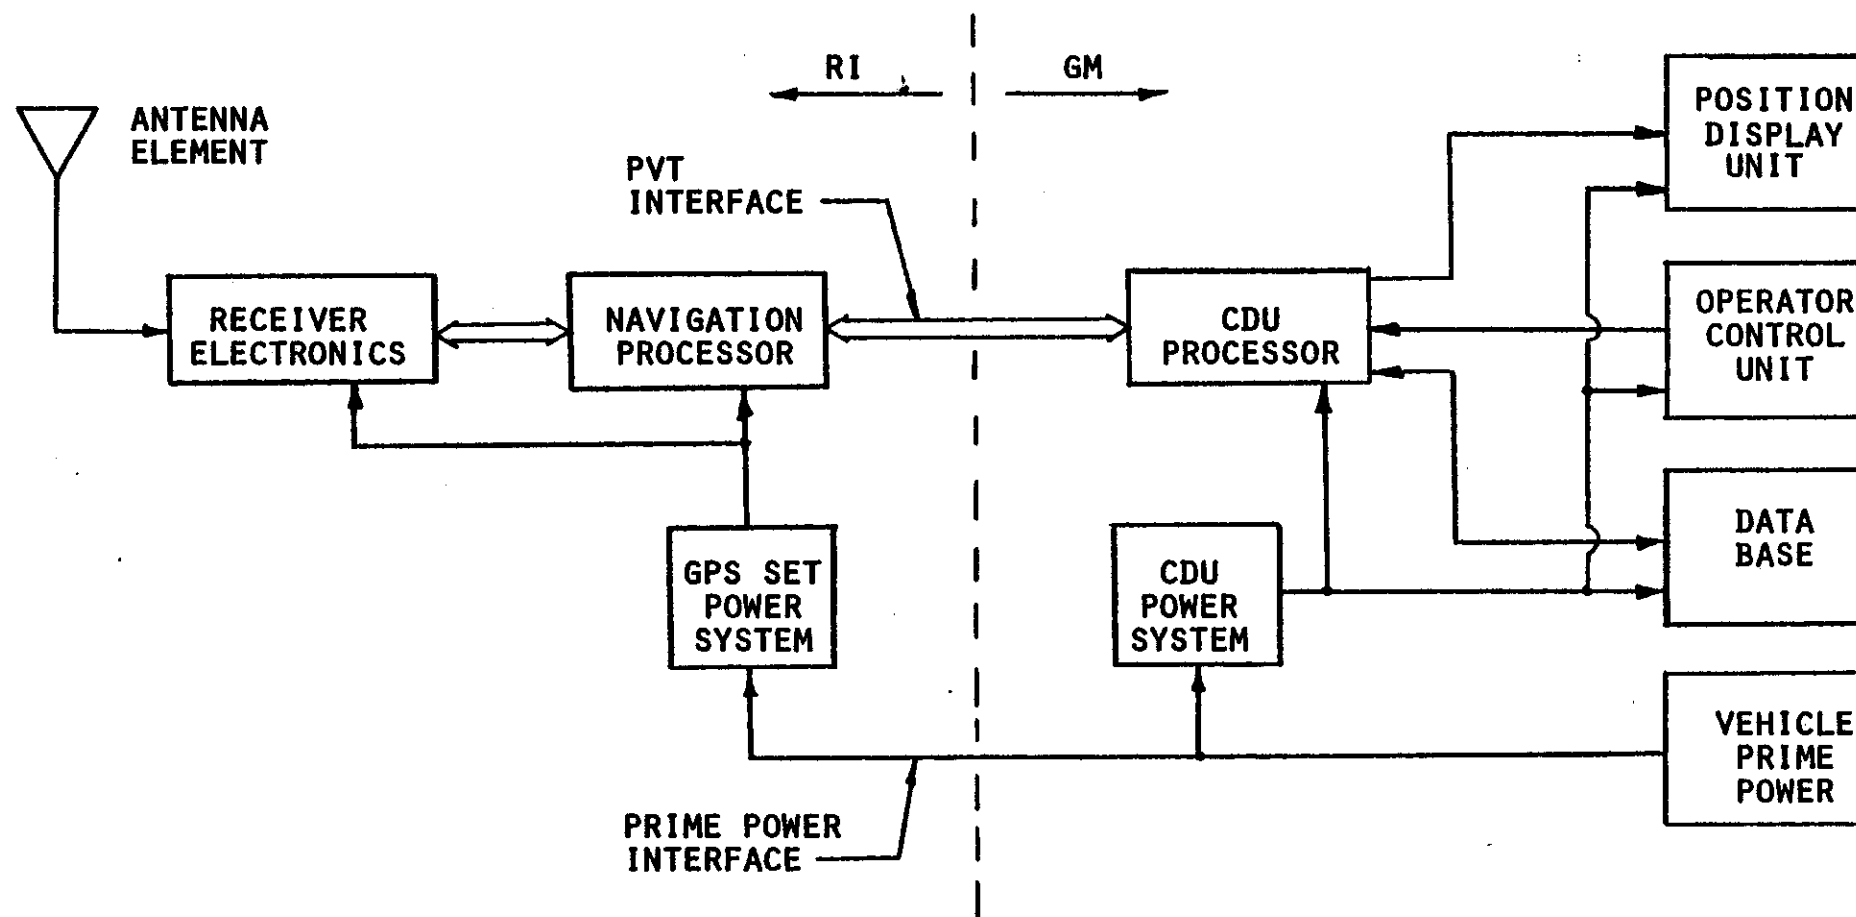 RI
GM
ANTENNA
ELEMENT
PVT
INTERFACE
POSITION
DISPLAY
UNIT
RECEIVER
ELECTRONICS
NAVIGATION
PROCESSOR
CDU
PROCESSOR
OPERATOR
CONTROL
UNIT
GPS SET
POWER
SYSTEM
CDU
POWER
SYSTEM
DATA
BASE
VEHICLE
PRIME
POWER
PRIME POWER
INTERFACE